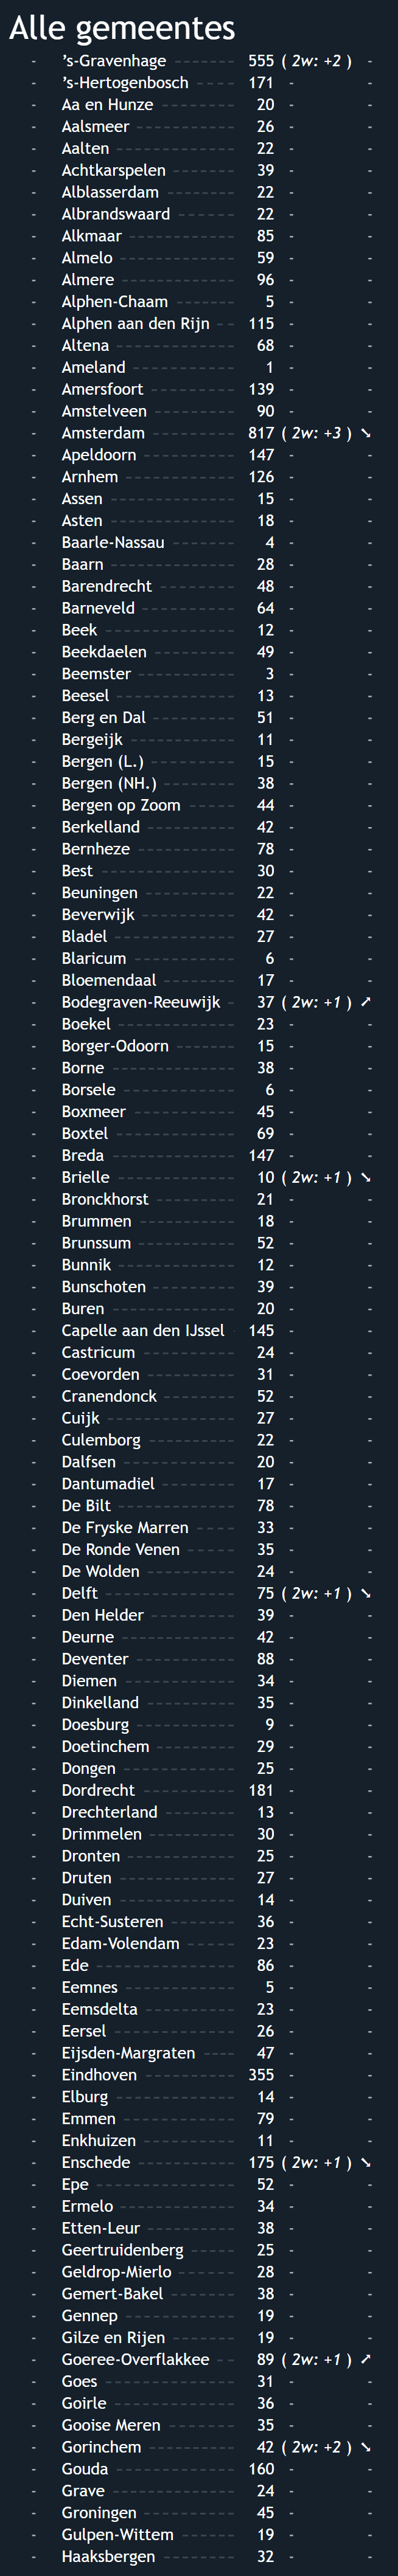 Alle gemeentes
- ’s-Gravenhage ------- 555 ( 2w: +2 ) -
- ’s-Hertogenbosch ------ 171 - -
- Aa en Hunze --------- 20 - -
- Aalsmeer ----------- 26 - -
- Aalten ------------- 22 - -
- Achtkarspelen ------- 39 - -
- Alblasserdam ------- 22 - -
- Albrandswaard ------- 22 - -
- Alkmaar ------------ 85 - -
- Almelo ------------- 59 - -
- Almere ------------- 96 - -
- Alphen-Chaam ------- 5 - -
- Alphen aan den Rijn -- 115 - -
- Altena ------------- 68 - -
- Ameland ------------ 1 - -
- Amersfoort ---------- 139 - -
- Amstelveen --------- 90 - -
- Amsterdam --------- 817 ( 2w: +3 ) ➘
- Apeldoorn ---------- 147 - -
- Arnhem ------------ 126 - -
- Assen -------------- 15 - -
- Asten -------------- 18 - -
- Baarle-Nassau ------- 4 - -
- Baarn -------------- 28 - -
- Barendrecht -------- 48 - -
- Barneveld ---------- 64 - -
- Beek -------------- 12 - -
- Beekdaelen --------- 49 - -
- Beemster ---------- 3 - -
- Beesel ------------- 13 - -
- Berg en Dal --------- 51 - -
- Bergeijk ------------ 11 - -
- Bergen (L.) --------- 15 - -
- Bergen (NH.) -------- 38 - -
- Bergen op Zoom ----- 44 - -
- Berkelland ---------- 42 - -
- Bernheze ----------- 78 - -
- Best --------------- 30 - -
- Beuningen ---------- 22 - -
- Beverwijk ---------- 42 - -
- Bladel ------------- 27 - -
- Blaricum ----------- 6 - -
- Bloemendaal -------- 17 - -
- Bodegraven-Reeuwijk - 37 ( 2w: +1 ) ➚
- Boekel ------------- 23 - -
- Borger-Odoorn ------- 15 - -
- Borne ------------- 38 - -
- Borsele ------------ 6 - -
- Boxmeer ----------- 45 - -
- Boxtel ------------- 69 - -
- Breda -------------- 147 - -
- Brielle ------------- 10 ( 2w: +1 ) ➘
- Bronckhorst --------- 21 - -
- Brummen ----------- 18 - -
- Brunssum ---------- 52 - -
- Bunnik ------------- 12 - -
- Bunschoten --------- 39 - -
- Buren ------------- 20 - -
- Capelle aan den IJssel - 145 - -
- Castricum ---------- 24 - -
- Coevorden ---------- 31 - -
- Cranendonck -------- 52 - -
- Cuijk -------------- 27 - -
- Culemborg --------- 22 - -
- Dalfsen ------------ 20 - -
- Dantumadiel -------- 17 - -
- De Bilt ------------- 78 - -
- De Fryske Marren ---- 33 - -
- De Ronde Venen ----- 35 - -
- De Wolden --------- 24 - -
- Delft -------------- 75 ( 2w: +1 ) ➘
- Den Helder --------- 39 - -
- Deurne ------------ 42 - -
- Deventer ----------- 88 - -
- Diemen ------------ 34 - -
- Dinkelland ---------- 35 - -
- Doesburg ----------- 9 - -
- Doetinchem --------- 29 - -
- Dongen ------------ 25 - -
- Dordrecht ---------- 181 - -
- Drechterland ------- 13 - -
- Drimmelen --------- 30 - -
- Dronten ----------- 25 - -
- Druten ------------- 27 - -
- Duiven ------------- 14 - -
- Echt-Susteren ------- 36 - -
- Edam-Volendam ----- 23 - -
- Ede --------------- 86 - -
- Eemnes ------------ 5 - -
- Eemsdelta ---------- 23 - -
- Eersel ------------- 26 - -
- Eijsden-Margraten ---- 47 - -
- Eindhoven ---------- 355 - -
- Elburg ------------- 14 - -
- Emmen ------------ 79 - -
- Enkhuizen ---------- 11 - -
- Enschede ----------- 175 ( 2w: +1 ) ➘
- Epe --------------- 52 - -
- Ermelo ------------ 34 - -
- Etten-Leur ---------- 38 - -
- Geertruidenberg ----- 25 - -
- Geldrop-Mierlo ------ 28 - -
- Gemert-Bakel ------- 38 - -
- Gennep ------------ 19 - -
- Gilze en Rijen ------- 19 - -
- Goeree-Overflakkee -- 89 ( 2w: +1 ) ➚
- Goes -------------- 31 - -
- Goirle ------------- 36 - -
- Gooise Meren ------- 35 - -
- Gorinchem --------- 42 ( 2w: +2 ) ➘
- Gouda ------------- 160 - -
- Grave ------------- 24 - -
- Groningen ---------- 45 - -
- Gulpen-Wittem ------ 19 - -
- Haaksbergen -------- 32 - -